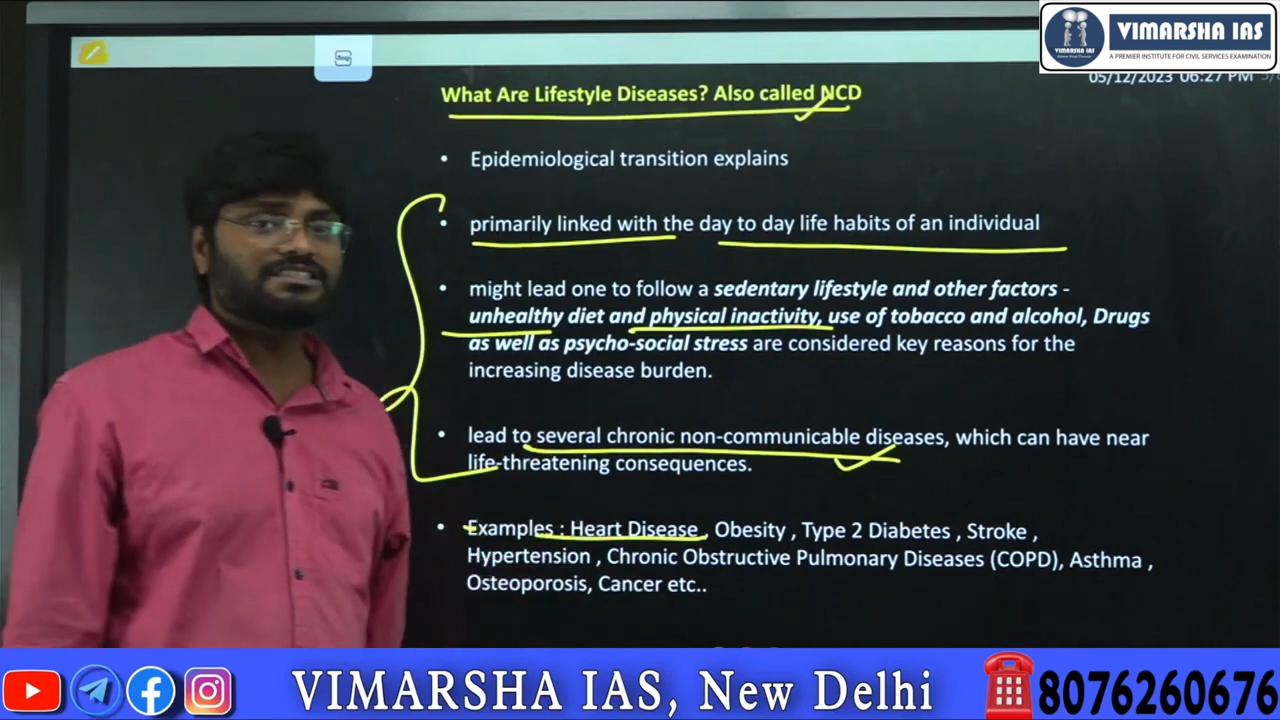 VIMARSHA IAS
A PREMIER INSTITUTE FOR CIVIL SERVICES EXAMINATION
05/12/2023 06:27 PM
What Are Lifestyle Diseases? Also called NCD
• Epidemiological transition explains
• primarily linked with the day to day life habits of an individual
• might lead one to follow a sedentary lifestyle and other factors -
unhealthy diet and physical inactivity, use of tobacco and alcohol, Drugs
as well as psycho-social stress are considered key reasons for the
increasing disease burden.
• lead to several chronic non-communicable diseases, which can have near
life-threatening consequences.
• Examples : Heart Disease , Obesity , Type 2 Diabetes , Stroke ,
Hypertension , Chronic Obstructive Pulmonary Diseases (COPD), Asthma ,
Osteoporosis, Cancer etc..
VIMARSHA IAS, New Delhi
8076260676